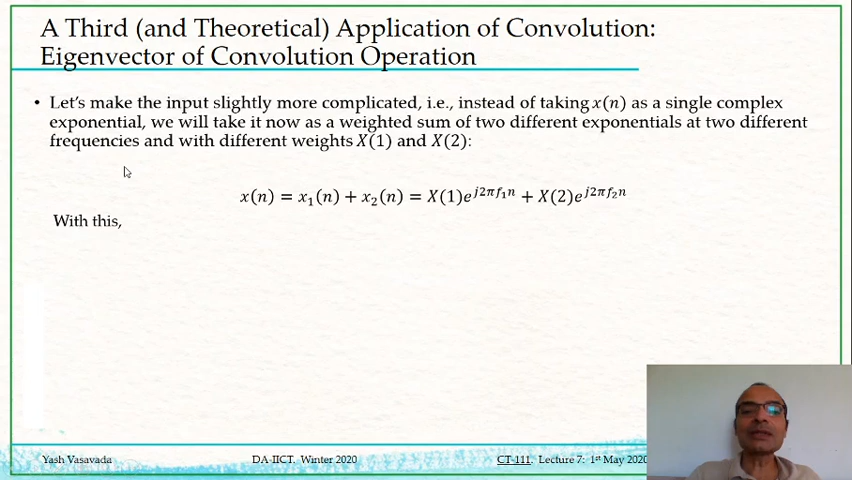 A Third (and Theoretical) Application of Convolution:
Eigenvector of Convolution Operation
• Let's make the input slightly more complicated, i.e., instead of taking x(n) as a single complex
exponential, we will take it now as a weighted sum of two different exponentials at two different
frequencies and with different weights X(1) and X(2):
x(n) = x₁(n) + x₂(n) = X(1)e^{j2πf₁n} + X(2)e^{j2πf₂n}
With this,
Yash Vasavada DA-IICT, Winter 2020 CT-111, Lecture 7: 1st May 2020